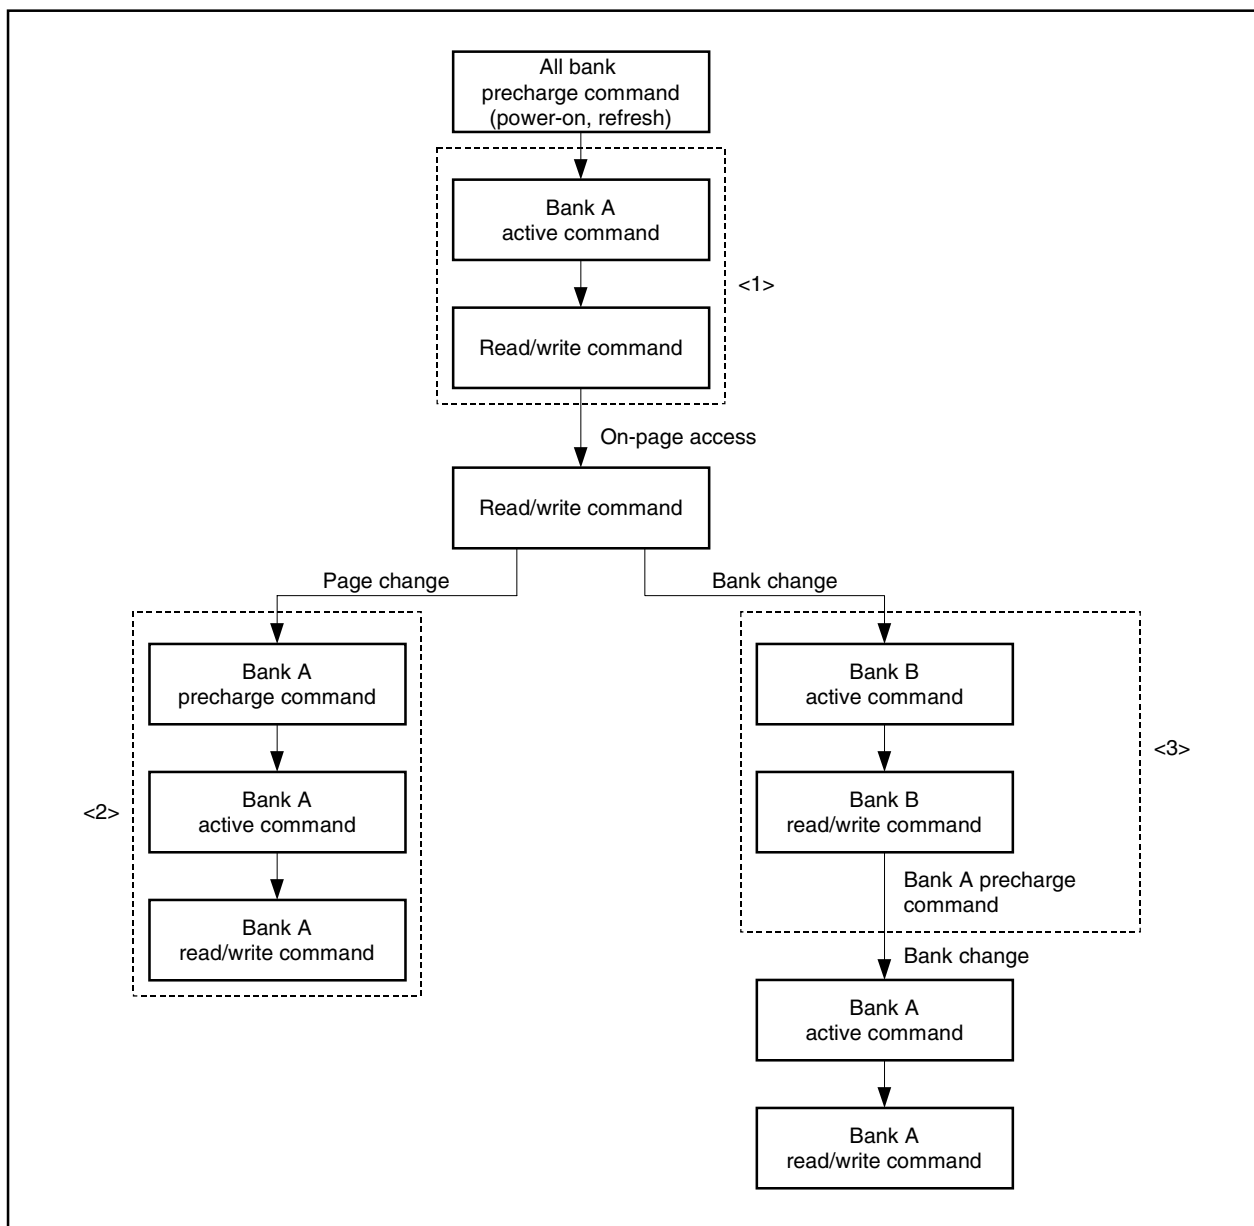 All bank
precharge command
(power-on, refresh)
Bank A
active command
<1>
Read/write command
On-page access
Read/write command
Page change
Bank change
Bank A
precharge command
Bank A
active command
<2>
Bank A
read/write command
Bank B
active command
<3>
Bank B
read/write command
Bank A precharge
command
Bank change
Bank A
active command
Bank A
read/write command